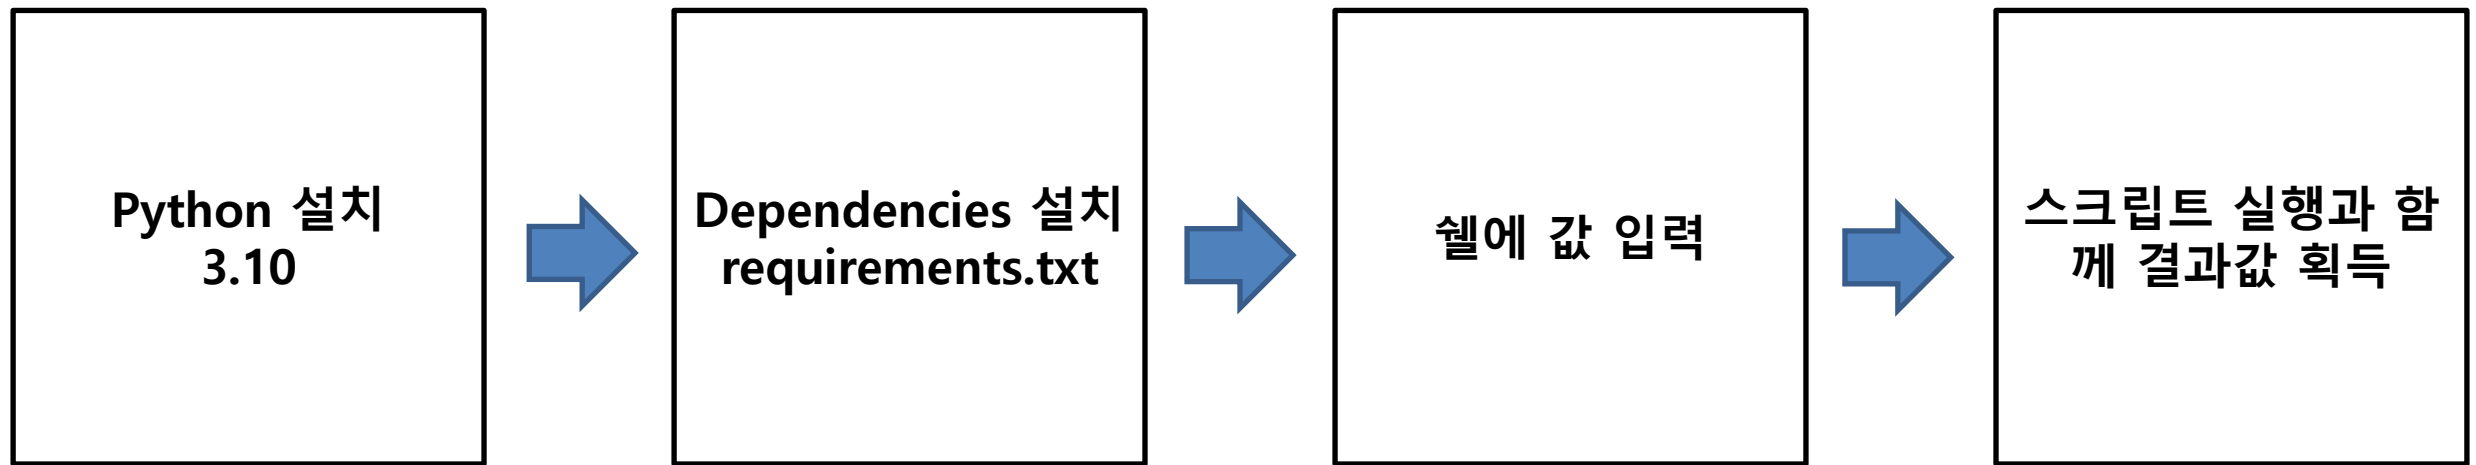 Python 설치
3.10
Dependencies 설치
requirements.txt
쉘에 값 입력
스크립트 실행과 함
께 결과값 획득